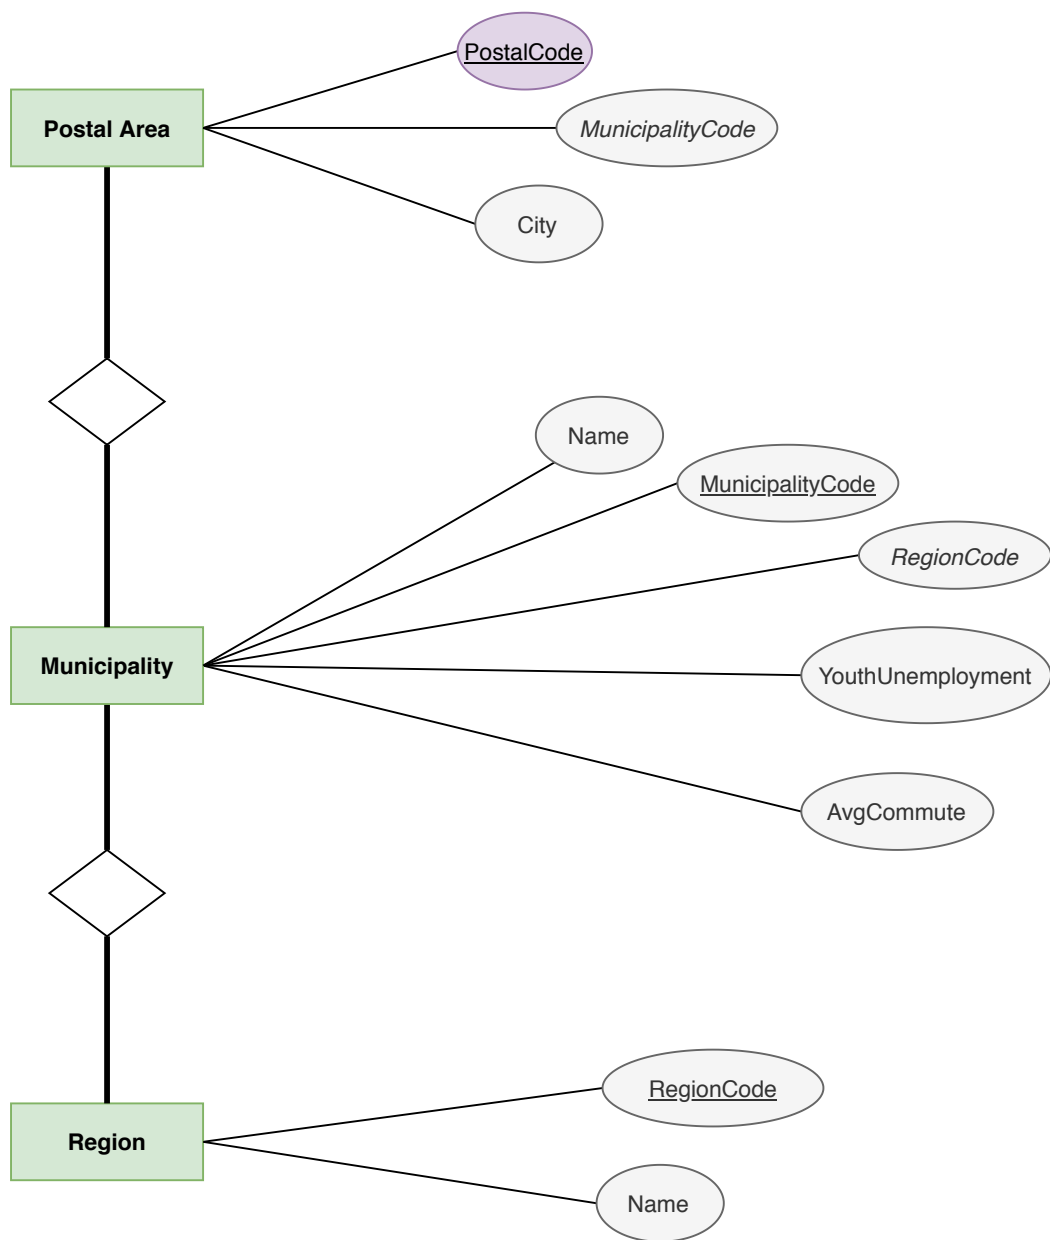 PostalCode
Postal Area
MunicipalityCode
City
Name
MunicipalityCode
RegionCode
Municipality
YouthUnemployment
AvgCommute
RegionCode
Region
Name